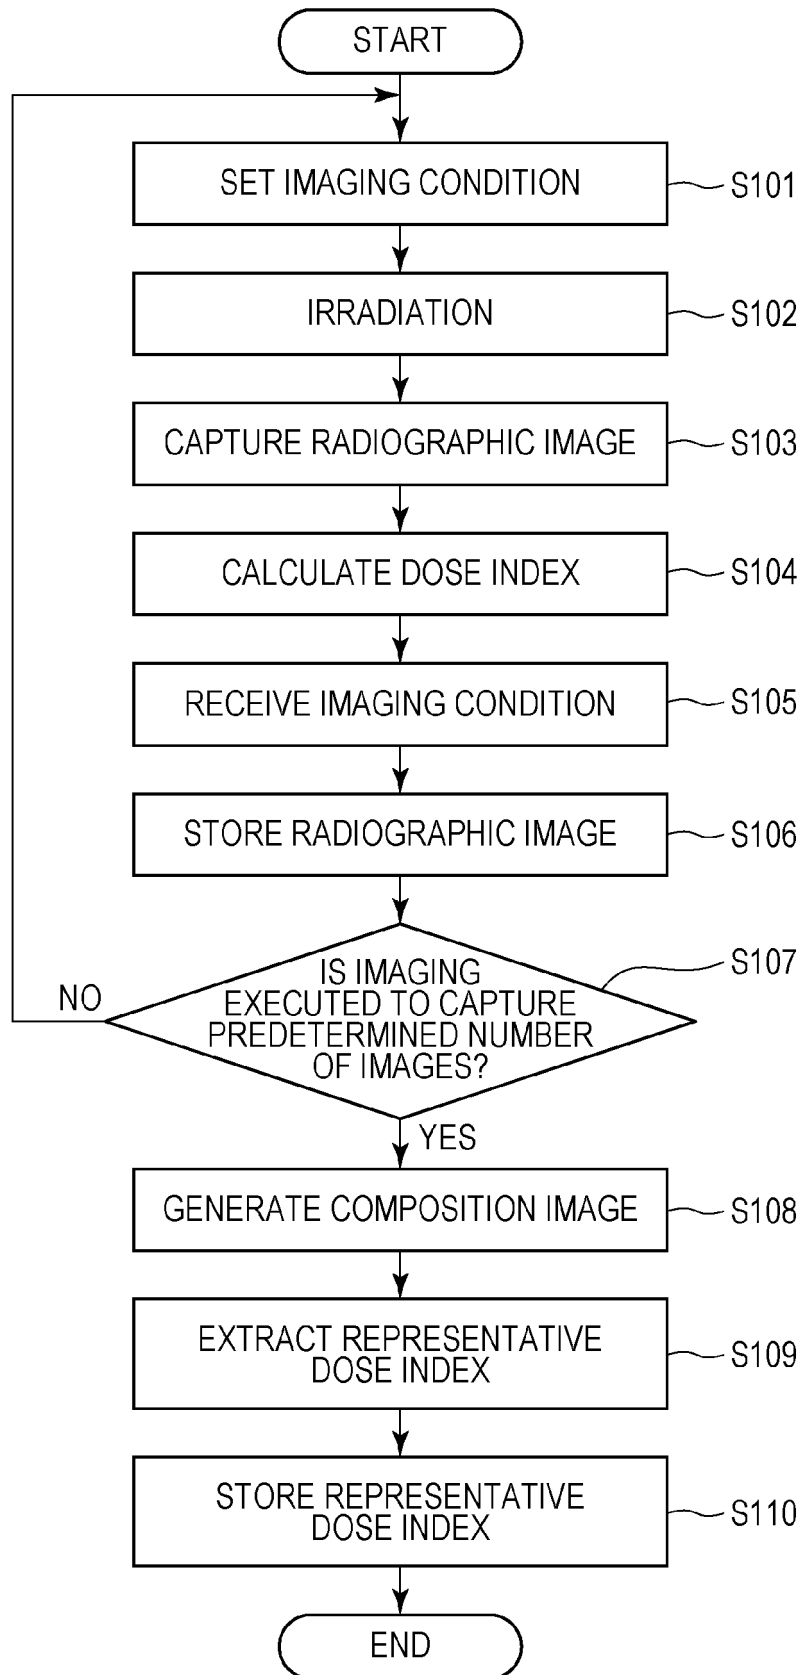 START
SET IMAGING CONDITION
S101
IRRADIATION
S102
CAPTURE RADIOGRAPHIC IMAGE
S103
CALCULATE DOSE INDEX
S104
RECEIVE IMAGING CONDITION
S105
STORE RADIOGRAPHIC IMAGE
S106
IS IMAGING
EXECUTED TO CAPTURE
PREDETERMINED NUMBER
OF IMAGES?
S107
NO
YES
GENERATE COMPOSITION IMAGE
S108
EXTRACT REPRESENTATIVE
DOSE INDEX
S109
STORE REPRESENTATIVE
DOSE INDEX
S110
END